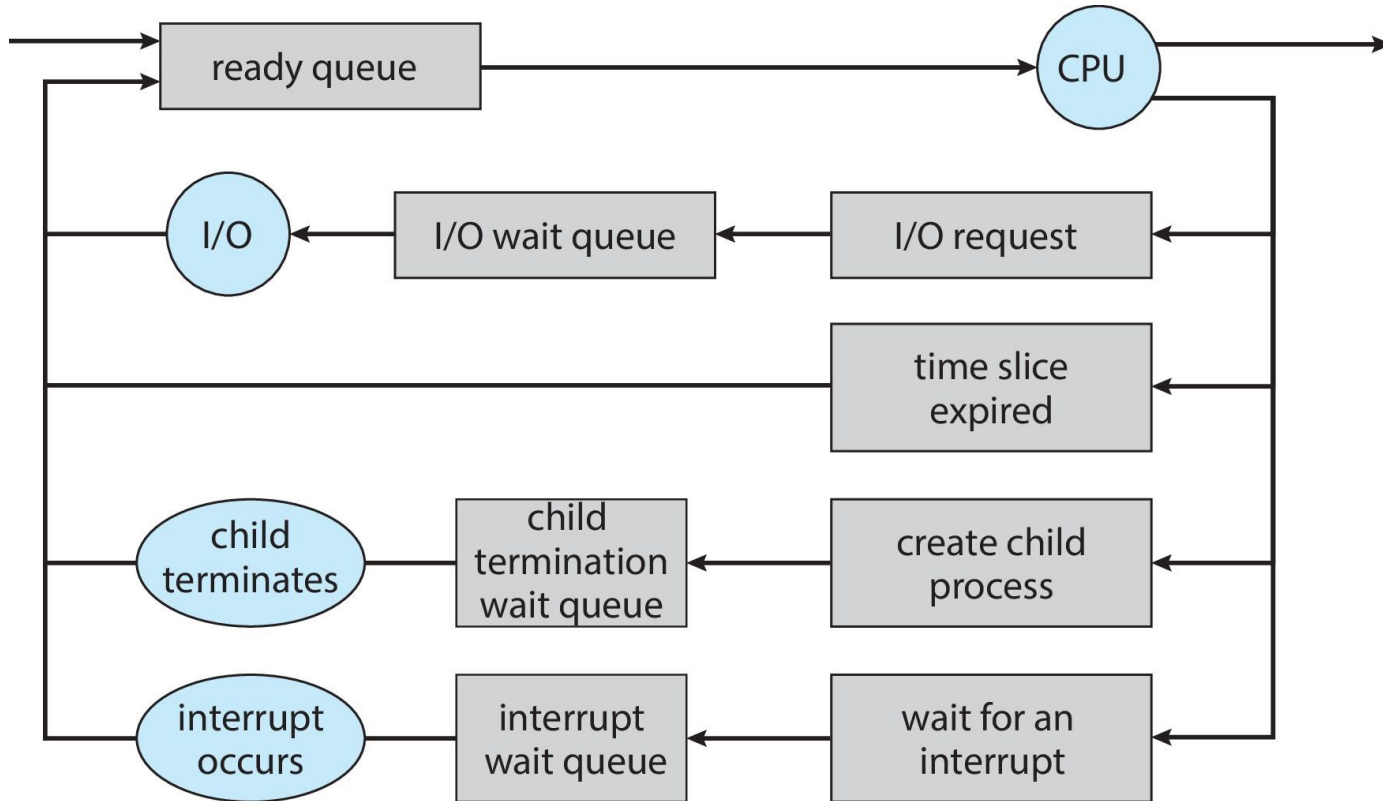 ready queue
CPU
I/O
I/O wait queue
I/O request
time slice
expired
child
terminates
child
termination
wait queue
create child
process
interrupt
occurs
interrupt
wait queue
wait for an
interrupt